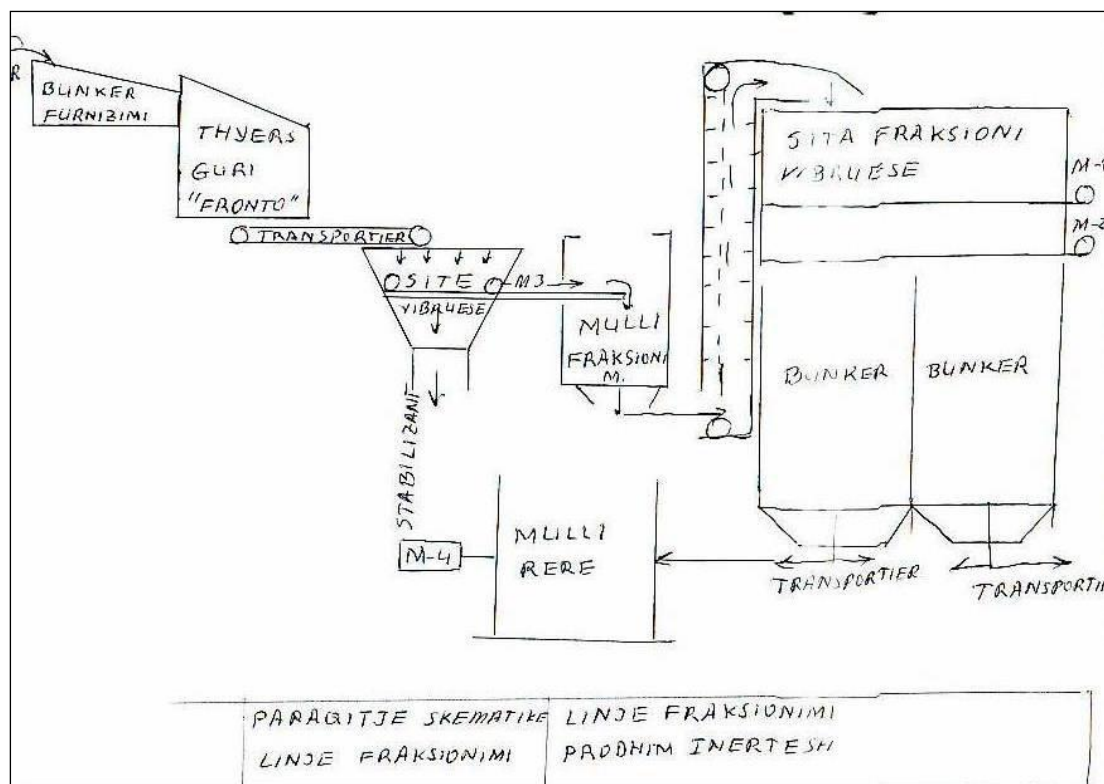 R
BUNKER
FURNIZIMI
THYERS
GURI
"FRONTO"
TRANSPORTIER
SITE
VIBRUESE
M3
MULLI
FRAKSIONI
M.
STABILIZANT
SITA FRAKSIONI
VIBRUESE
M-2
BUNKER
BUNKER
M-4
MULLI
RERE
TRANSPORTIER
TRANSPORTI
PARAQITJE SKEMATIKE
LINJE FRAKSIONIMI
LINJE FRAKSIONIMI
PRODHIM INERTESH